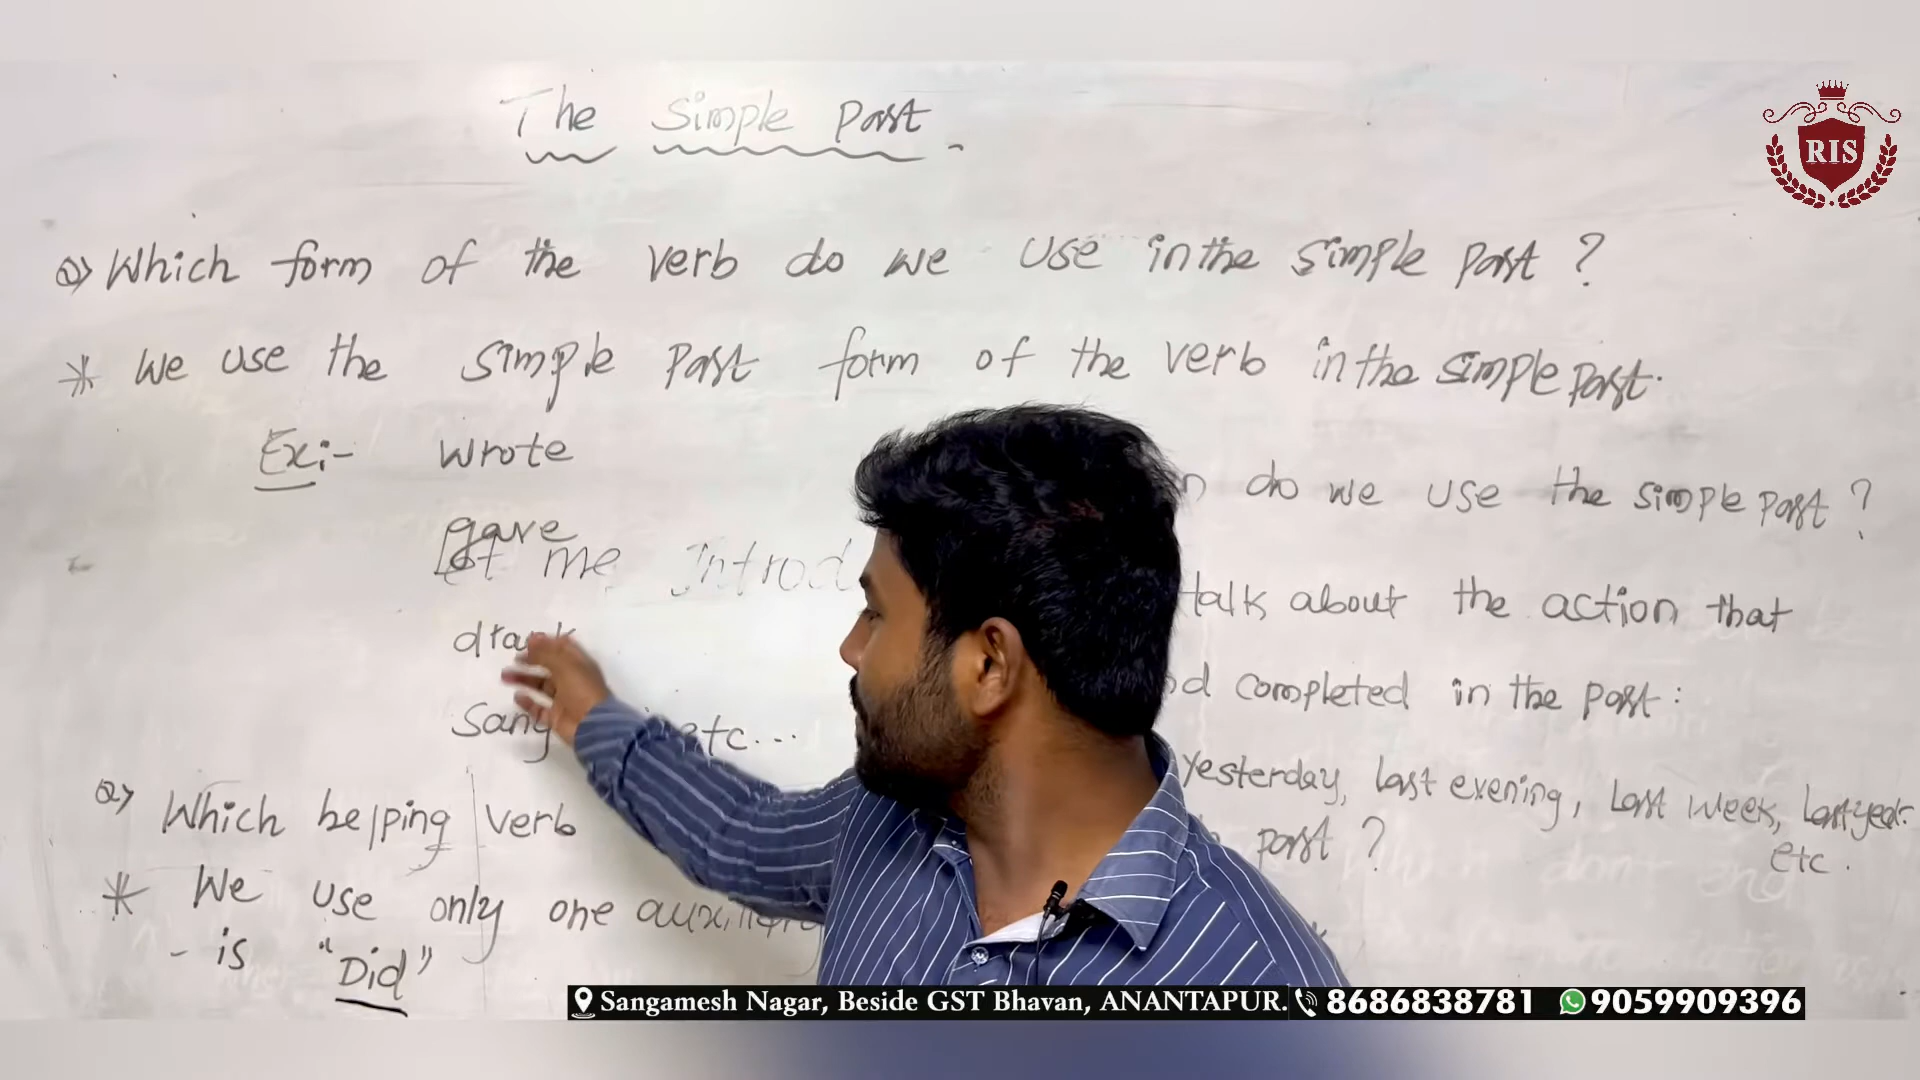 The Simple Past.
RIS
Q) Which form of the verb do we use in the simple past ?
* We use the simple past form of the verb in the simple past.
Ex:- wrote
gave
let me Introd
sang etc...
do we use the simple past ?
talk about the action that
completed in the past:
yesterday, last evening, last week, last year.
etc.
Q) Which helping verb
past ?
* We use only one
- is "Did"
Sangamesh Nagar, Beside GST Bhavan, ANANTAPUR. 8686838781 9059909396